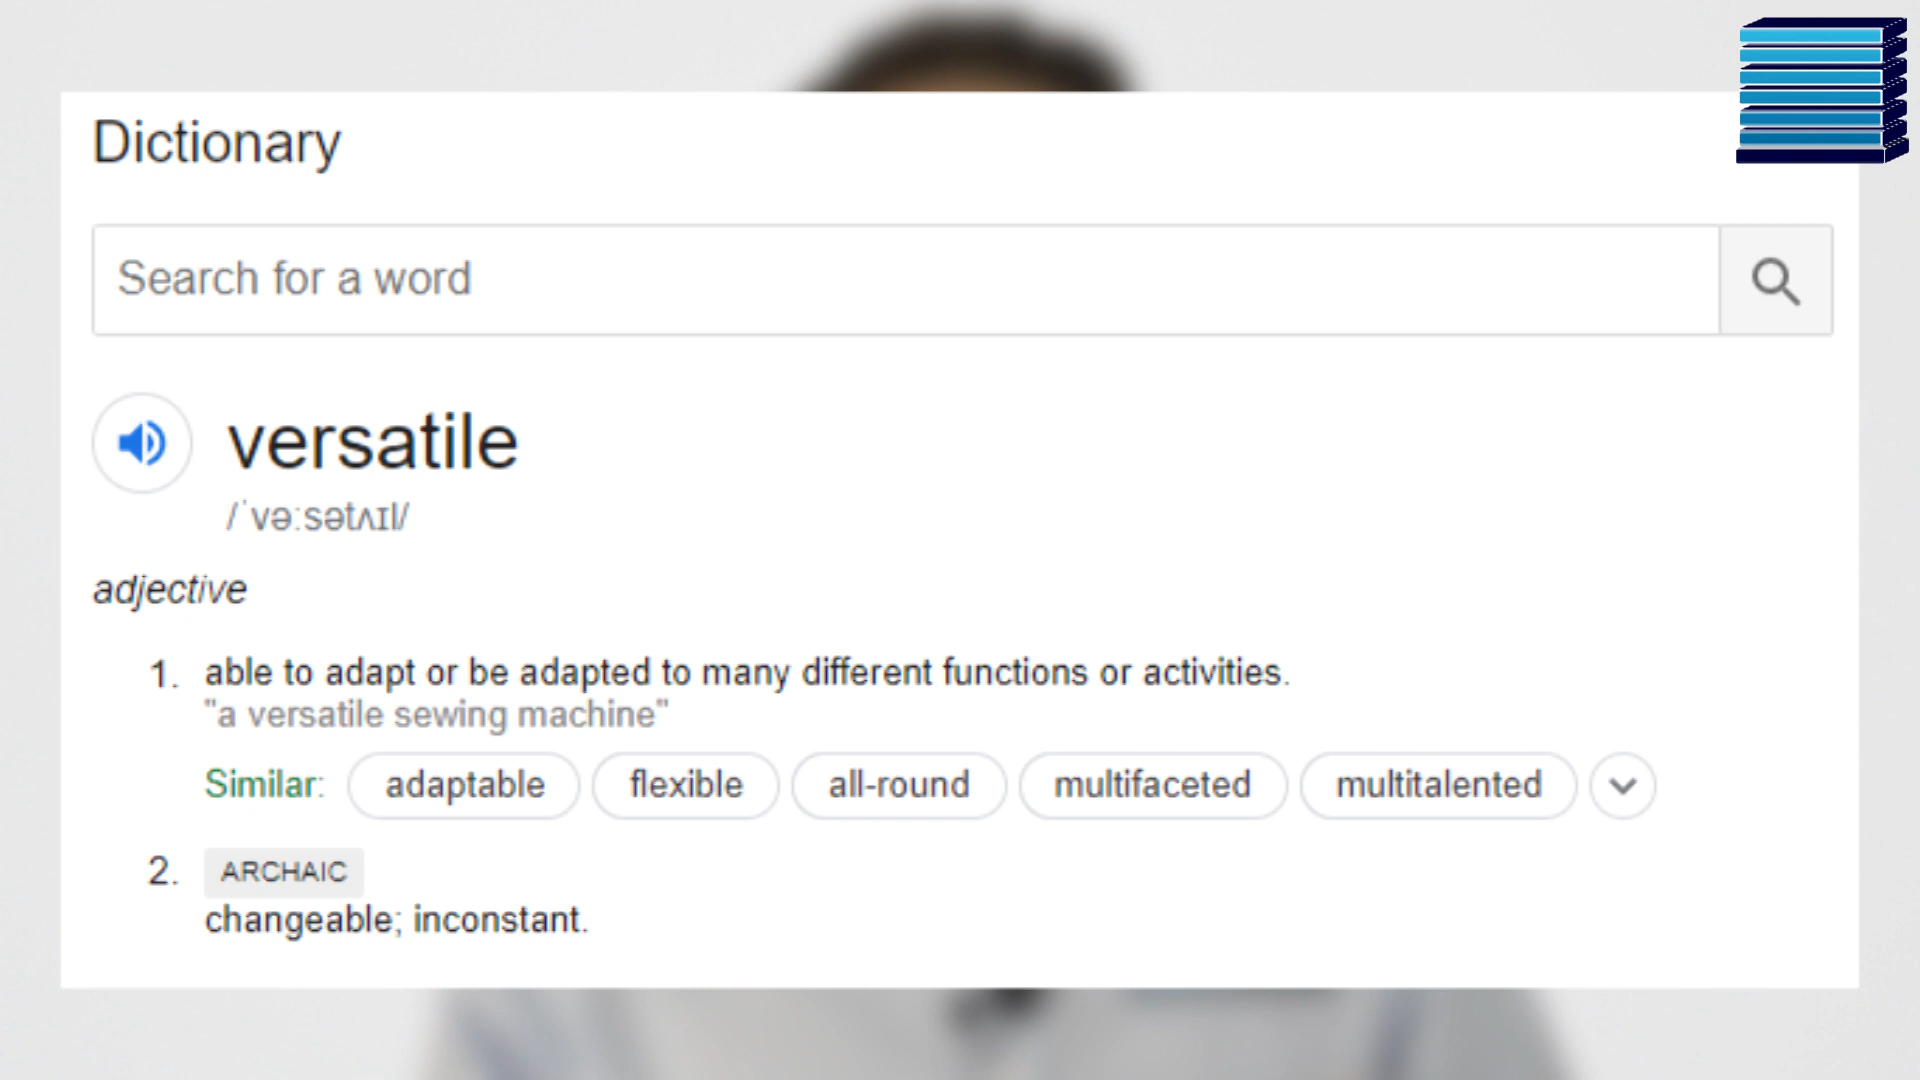 Dictionary
Search for a word
versatile
/ˈvəːsətʌɪl/
adjective
1. able to adapt or be adapted to many different functions or activities.
"a versatile sewing machine"
Similar: adaptable flexible all-round multifaceted multitalented
2. ARCHAIC
changeable; inconstant.